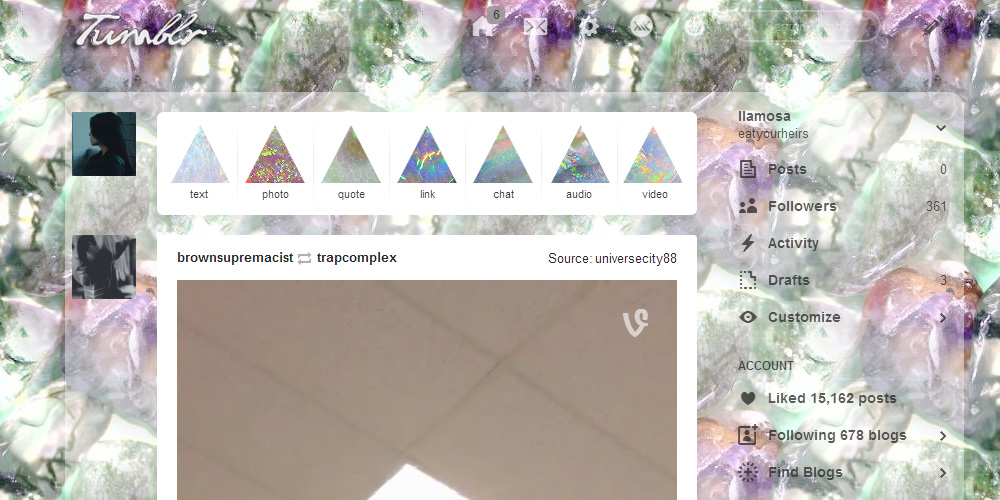 Tumblr
6
text photo quote link chat audio video
brownsupremacist trapcomplex
Source: universecity88
llamosa
eatyourheirs
Posts 0
Followers 361
Activity
Drafts 3
Customize
ACCOUNT
Liked 15,162 posts
Following 678 blogs
Find Blogs